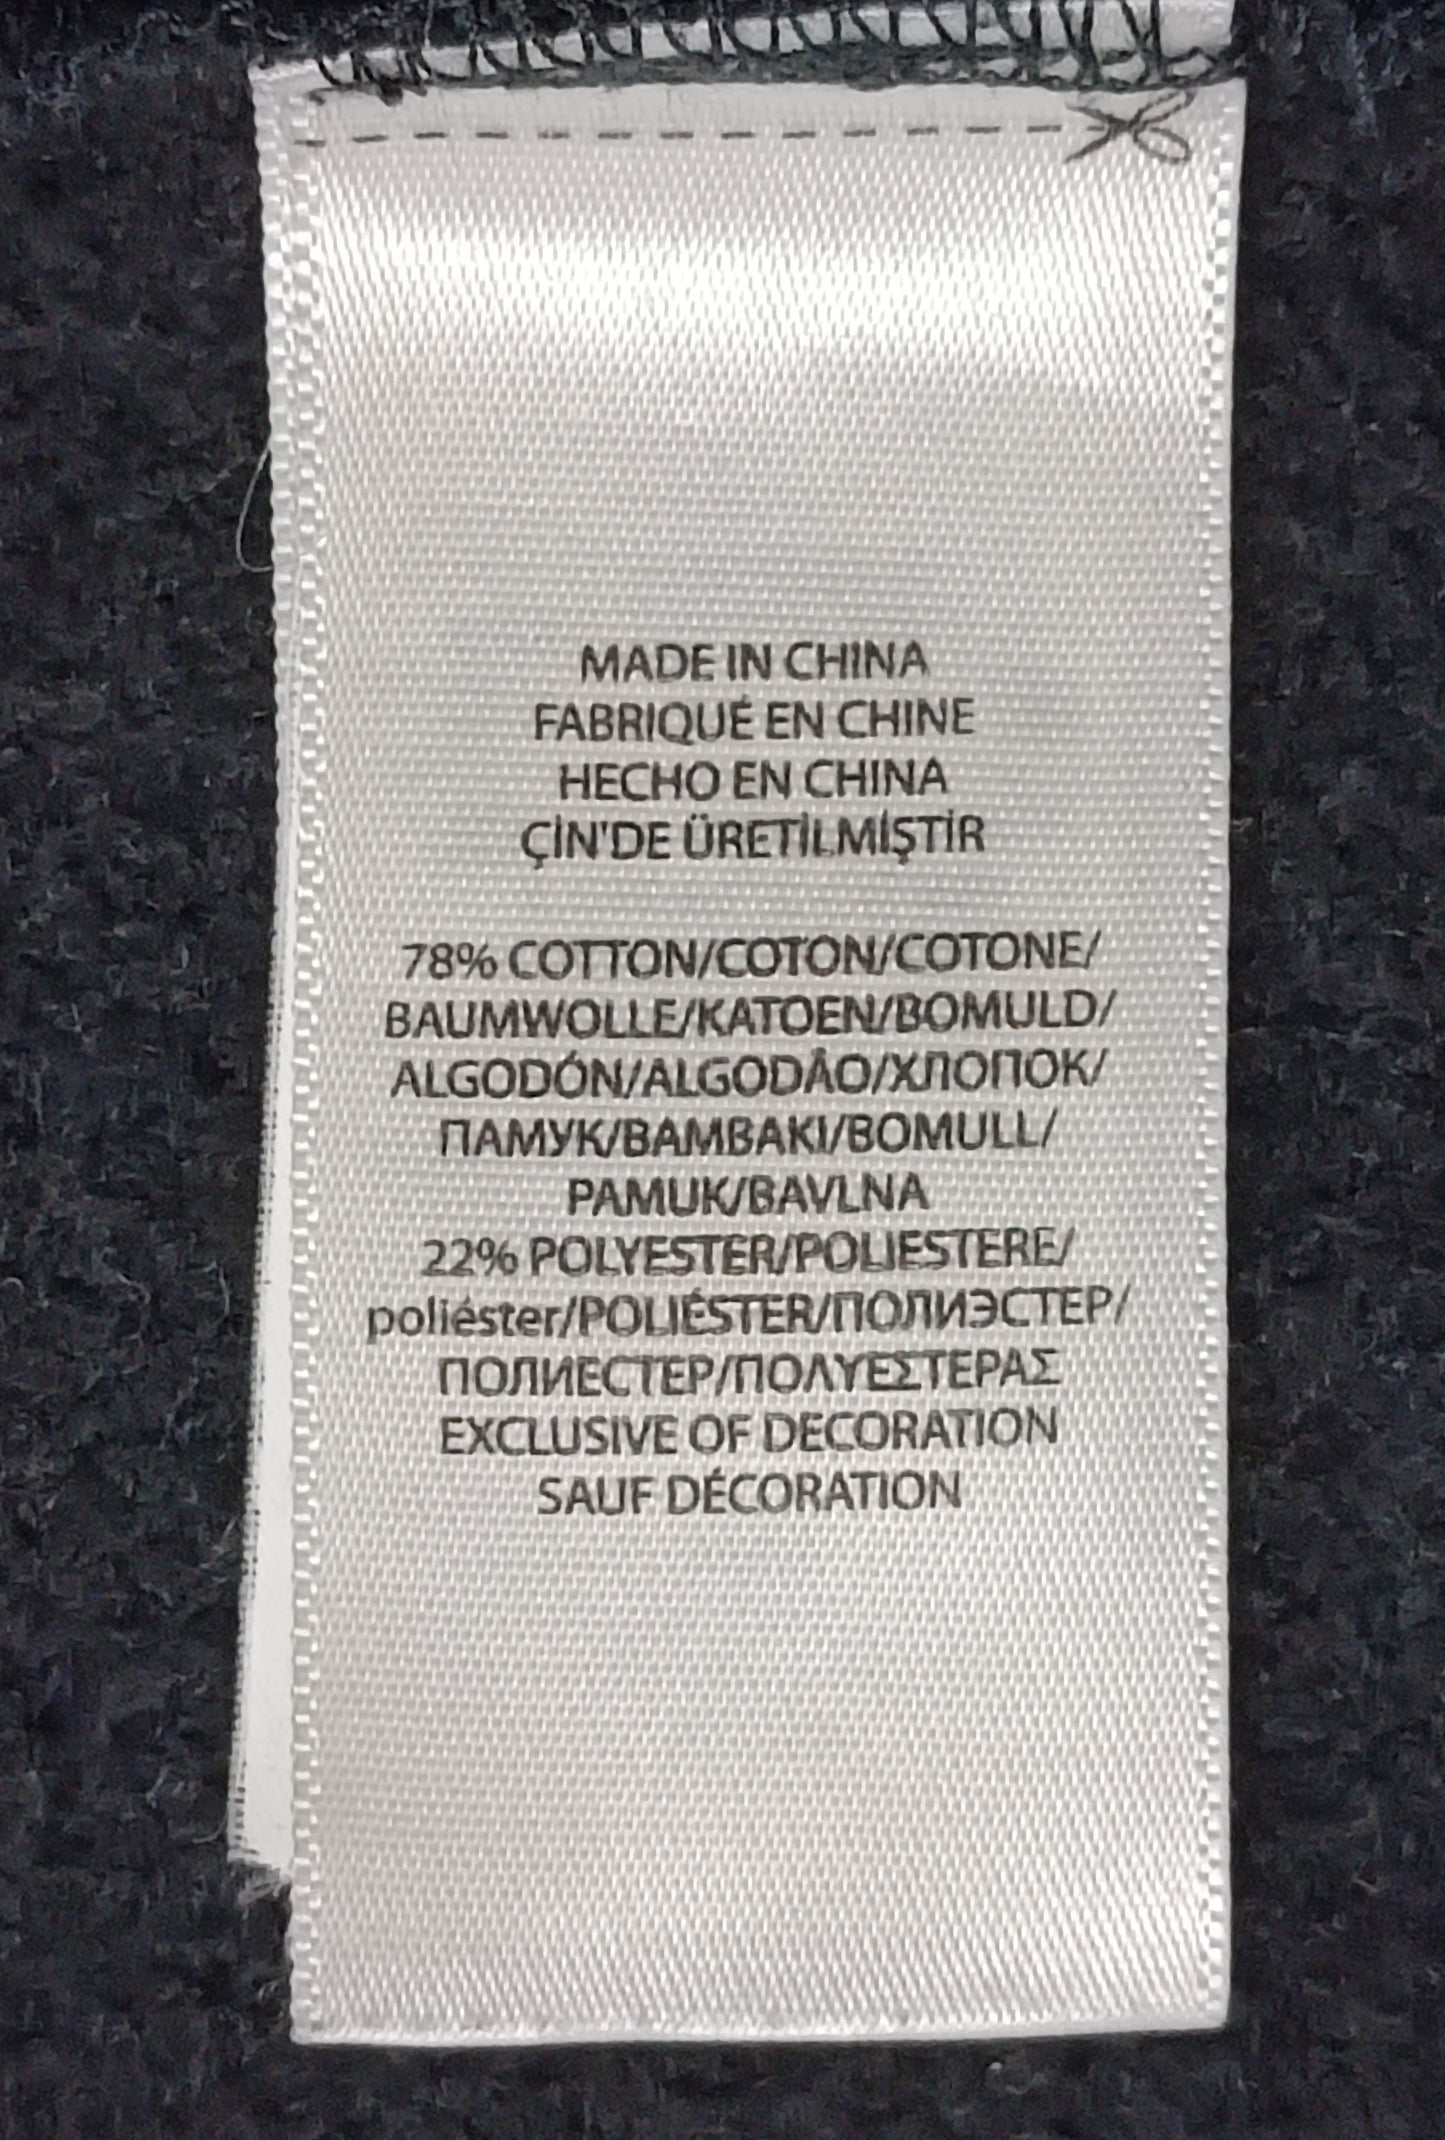 MADE IN CHINA
FABRIQUÉ EN CHINE
HECHO EN CHINA
ÇİN'DE ÜRETİLMİŞTİR
78% COTTON/COTON/COTONE/
BAUMWOLLE/KATOEN/BOMULD/
ALGODÓN/ALGODÃO/ХЛОПОК/
ПАМУК/BAMBAKI/BOMULL/
PAMUK/BAVLNA
22% POLYESTER/POLIESTERE/
poliéster/POLIÉSTER/ПОЛИЭСТЕР/
ПОЛИЕСТЕР/ΠΟΛΥΕΣΤΕΡΑΣ
EXCLUSIVE OF DECORATION
SAUF DÉCORATION